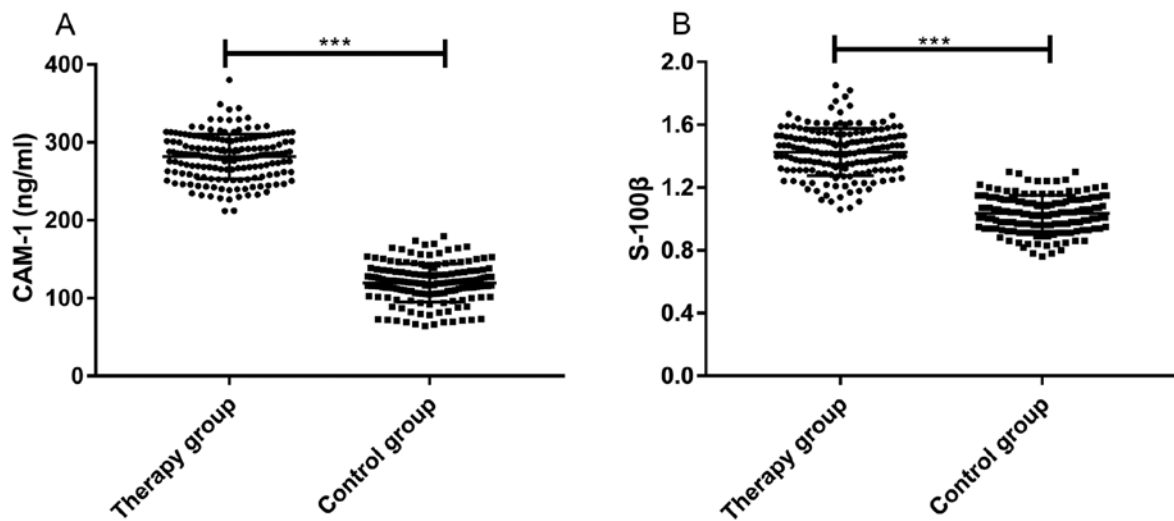 A
***
400
300
200
100
0
CAM-1 (ng/ml)
Therapy group
Control group
B
***
2.0
1.6
1.2
0.8
0.4
0.0
S-100β
Therapy group
Control group